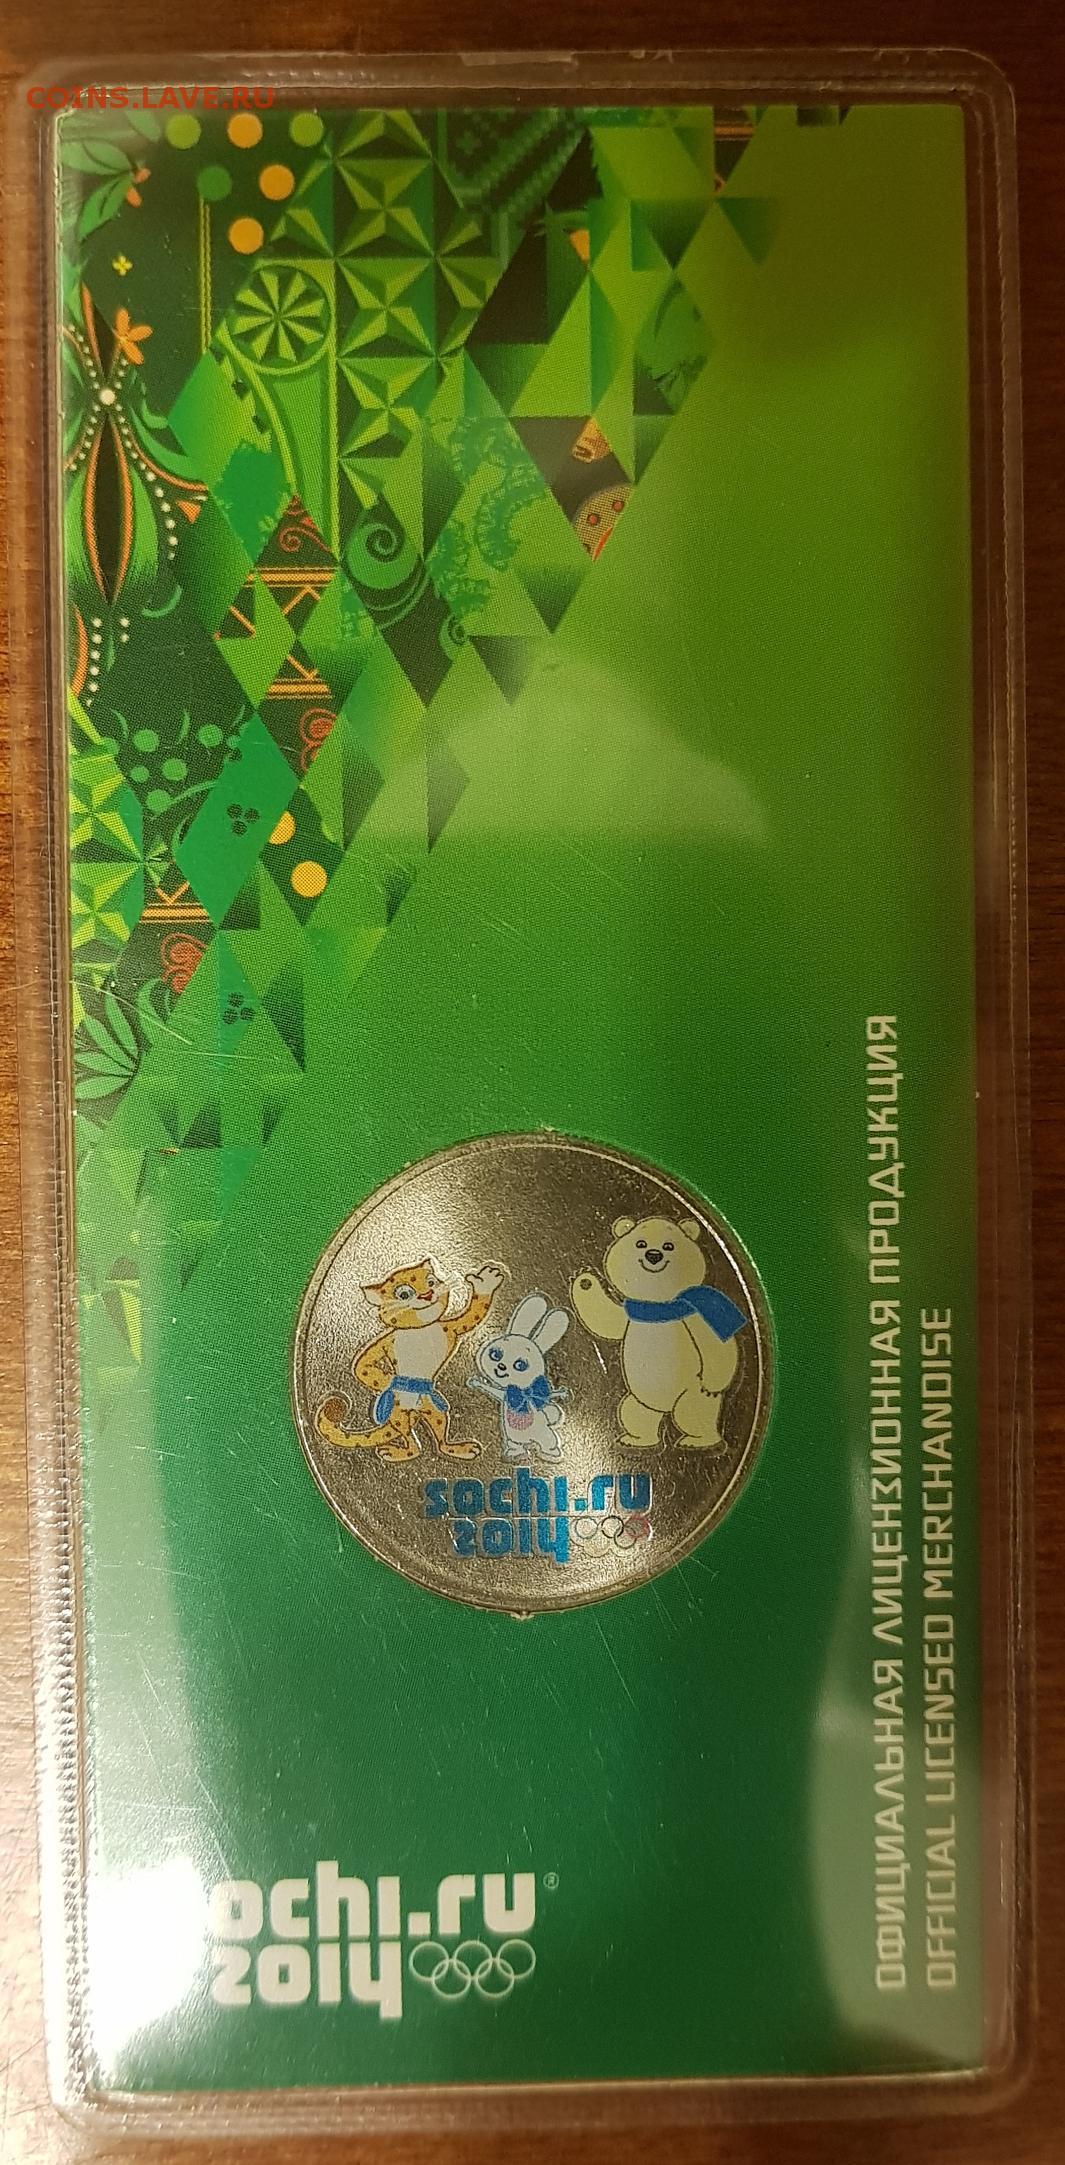 COINS.LAVE.RU
sochi.ru
2014
sochi.ru®
2014
ОФИЦИАЛЬНАЯ ЛИЦЕНЗИОННАЯ ПРОДУКЦИЯ
OFFICIAL LICENSED MERCHANDISE